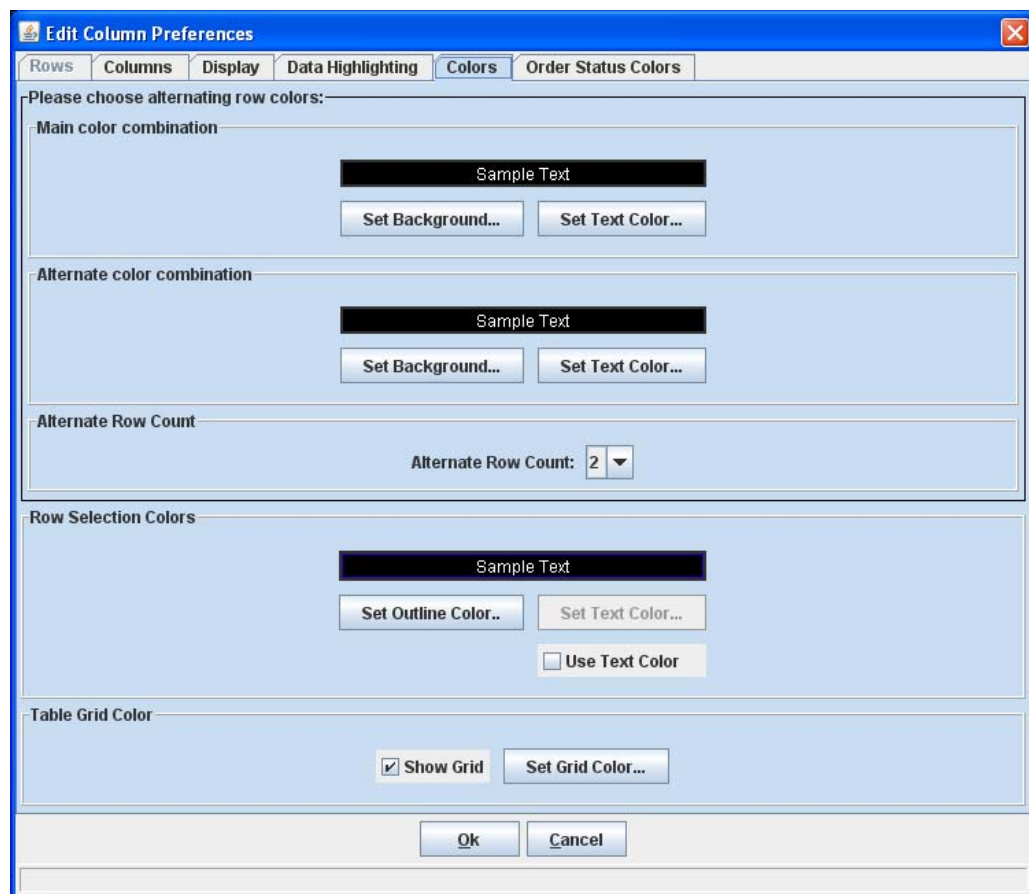 Edit Column Preferences
Rows Columns Display Data Highlighting Colors Order Status Colors
Please choose alternating row colors:
Main color combination
Sample Text
Set Background... Set Text Color...
Alternate color combination
Sample Text
Set Background... Set Text Color...
Alternate Row Count
Alternate Row Count: 2
Row Selection Colors
Sample Text
Set Outline Color.. Set Text Color...
Use Text Color
Table Grid Color
Show Grid Set Grid Color...
Ok Cancel